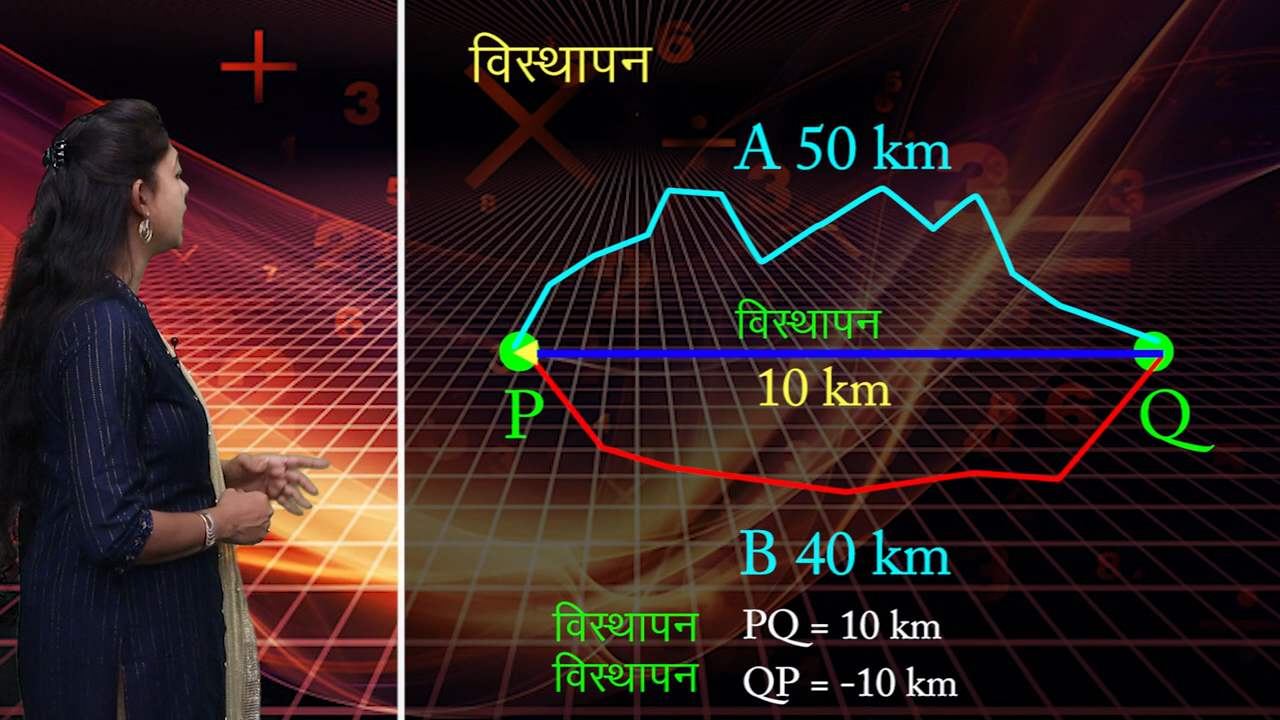 विस्थापन
A 50 km
विस्थापन
10 km
P
Q
B 40 km
विस्थापन PQ = 10 km
विस्थापन QP = -10 km